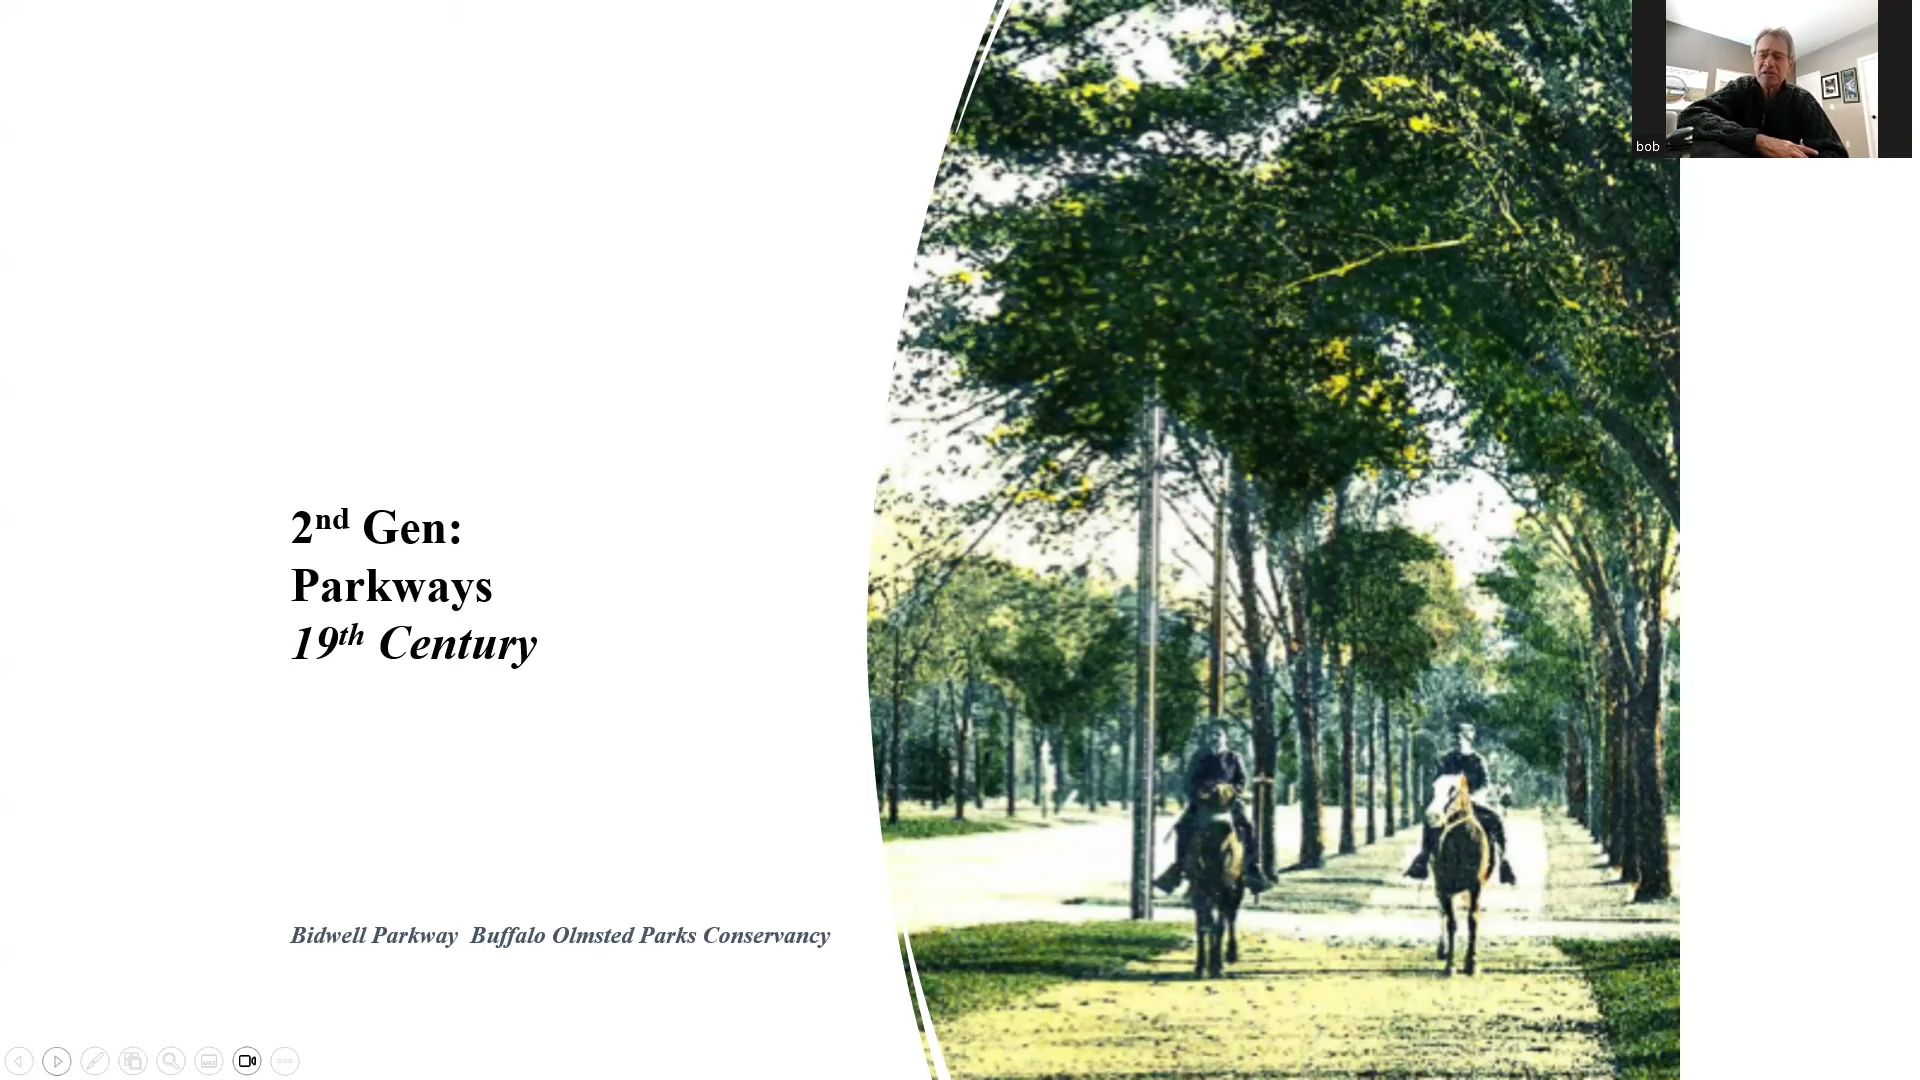 bob
2nd Gen:
Parkways
19th Century
Bidwell Parkway  Buffalo Olmsted Parks Conservancy